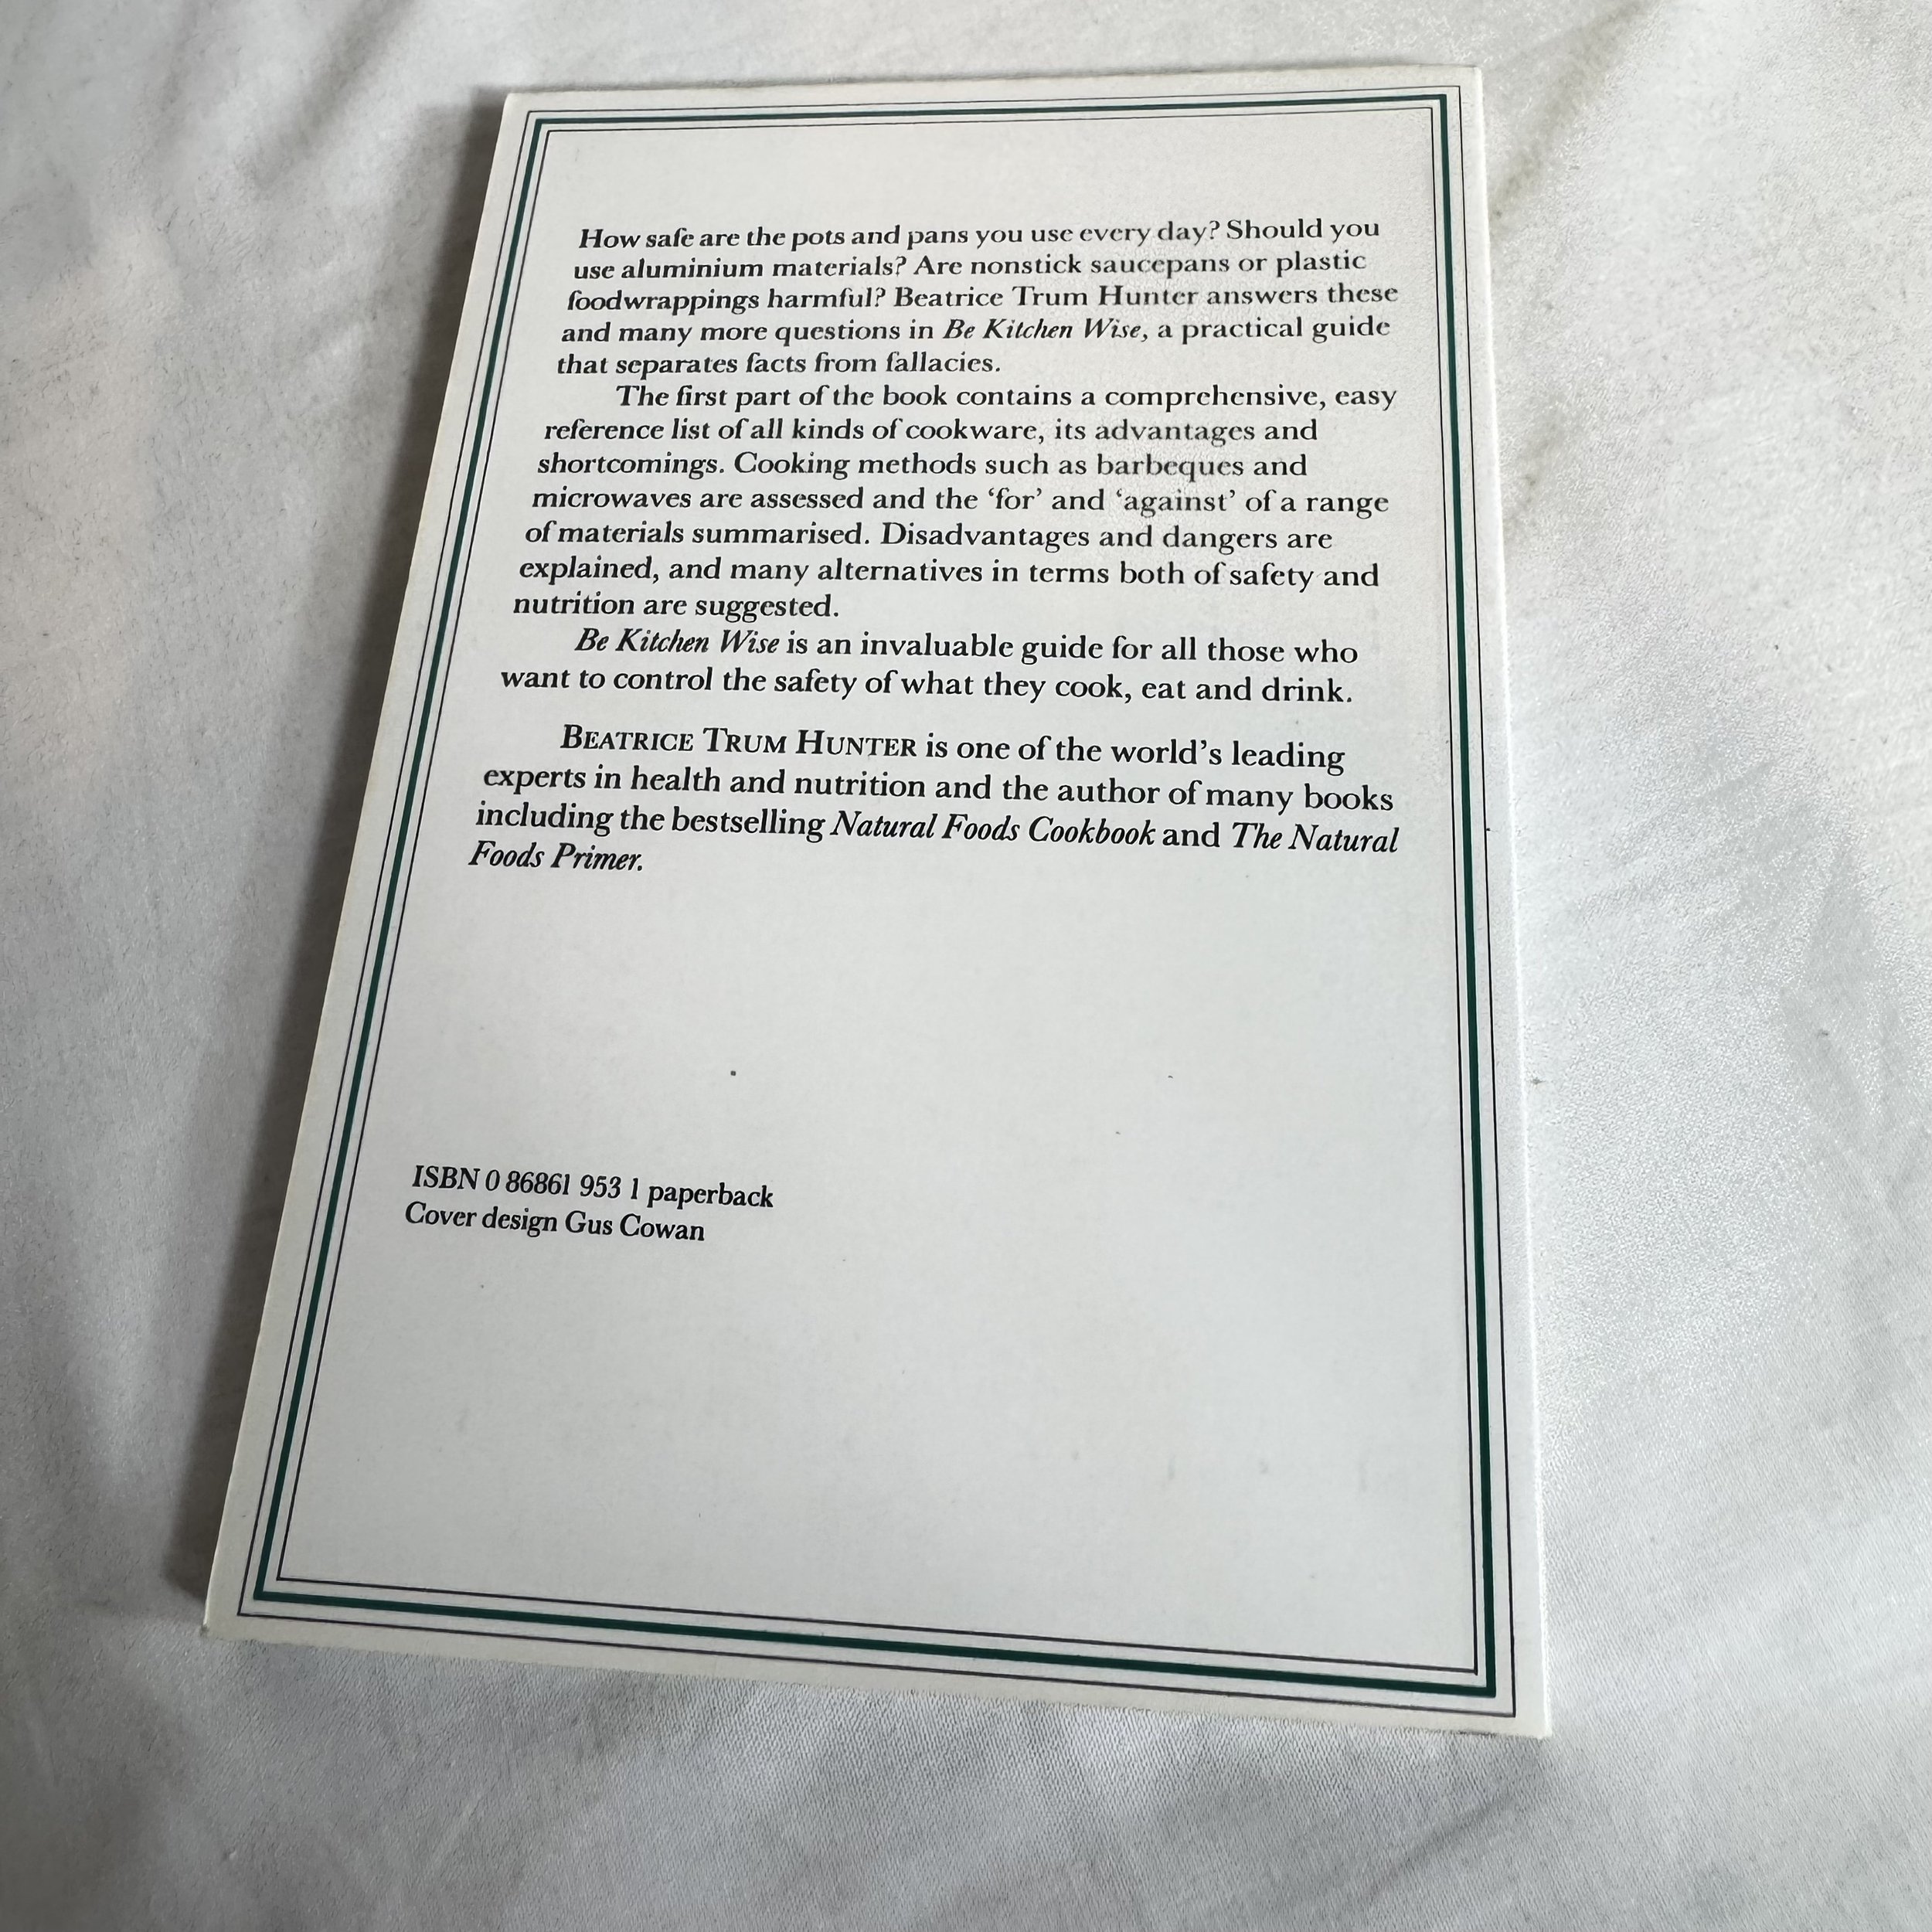 How safe are the pots and pans you use every day? Should you
use aluminium materials? Are nonstick saucepans or plastic
foodwrappings harmful? Beatrice Trum Hunter answers these
and many more questions in Be Kitchen Wise, a practical guide
that separates facts from fallacies.
The first part of the book contains a comprehensive, easy
reference list of all kinds of cookware, its advantages and
shortcomings. Cooking methods such as barbeques and
microwaves are assessed and the ‘for’ and ‘against’ of a range
of materials summarised. Disadvantages and dangers are
explained, and many alternatives in terms both of safety and
nutrition are suggested.
Be Kitchen Wise is an invaluable guide for all those who
want to control the safety of what they cook, eat and drink.
BEATRICE TRUM HUNTER is one of the world’s leading
experts in health and nutrition and the author of many books
including the bestselling Natural Foods Cookbook and The Natural
Foods Primer.
ISBN 0 86861 953 1 paperback
Cover design Gus Cowan